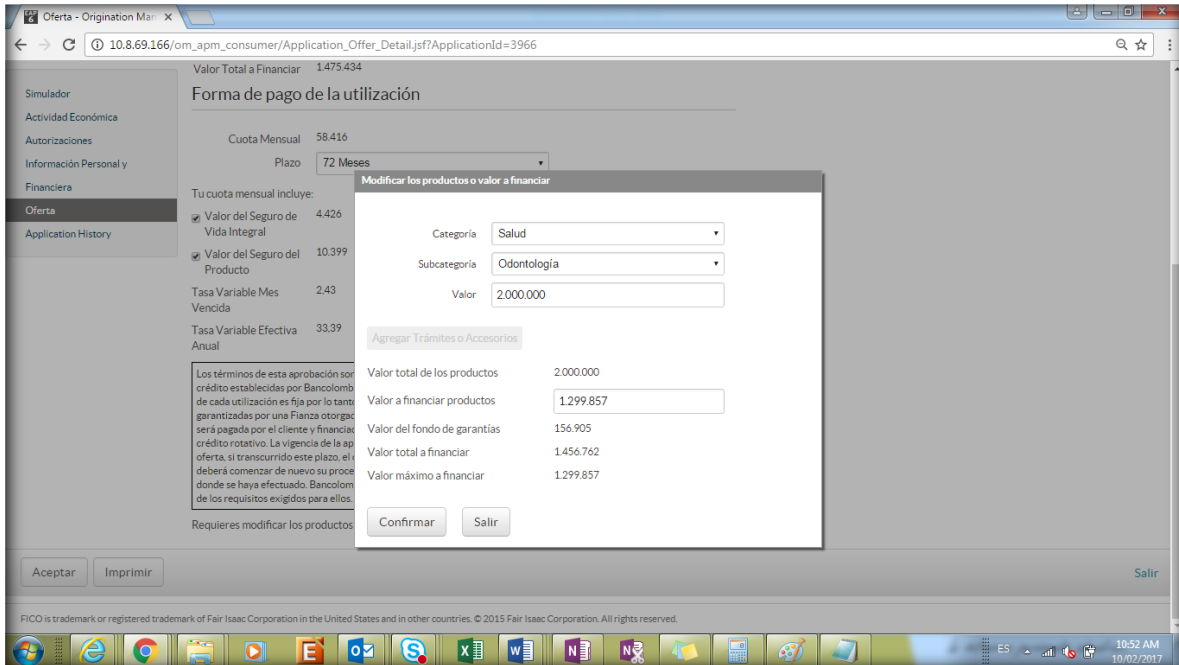 Oferta - Origination Man
10.8.69.166/om_apm_consumer/Application_Offer_Detail.jsf?ApplicationId=3966
Simulador
Actividad Económica
Autorizaciones
Información Personal y
Financiera
Oferta
Application History
Valor Total a Financiar 1.475.434
Forma de pago de la utilización
Cuota Mensual 58.416
Plazo 72 Meses
Tu cuota mensual incluye:
Valor del Seguro de 4.426
Vida Integral
Valor del Seguro del 10.399
Producto
Tasa Variable Mes 2,43
Vencida
Tasa Variable Efectiva 33,39
Anual
Los términos de esta aprobación
crédito establecidas por
de cada utilización es fija por lo
garantizadas por una Fianza
será pagada por el cliente y
crédito rotativo. La vigencia de la
oferta, si transcurrido este plazo, el
deberá comenzar de nuevo su
donde se haya efectuado.
de los requisitos exigidos para ellos.
Requieres modificar los productos
Modificar los productos o valor a financiar
Categoría Salud
Subcategoría Odontología
Valor 2.000.000
Agregar Trámites o Accesorios
Valor total de los productos 2.000.000
Valor a financiar productos 1.299.857
Valor del fondo de garantías 156.905
Valor total a financiar 1.456.762
Valor máximo a financiar 1.299.857
Confirmar Salir
Aceptar Imprimir Salir
FICO is trademark or registered trademark of Fair Isaac Corporation in the United States and in other countries. © 2015 Fair Isaac Corporation. All rights reserved.
ES 10:52 AM
10/02/2017